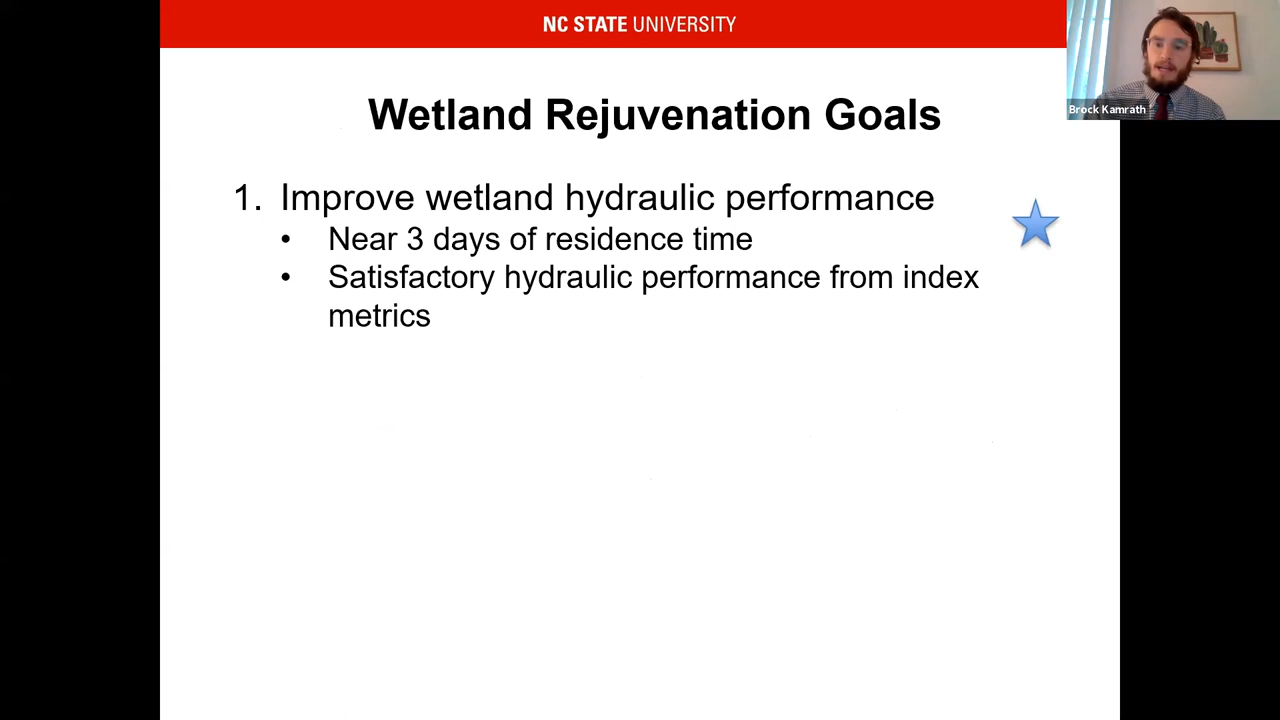 NC STATE UNIVERSITY
Brock Kamrath
Wetland Rejuvenation Goals
1. Improve wetland hydraulic performance
• Near 3 days of residence time
• Satisfactory hydraulic performance from index
metrics